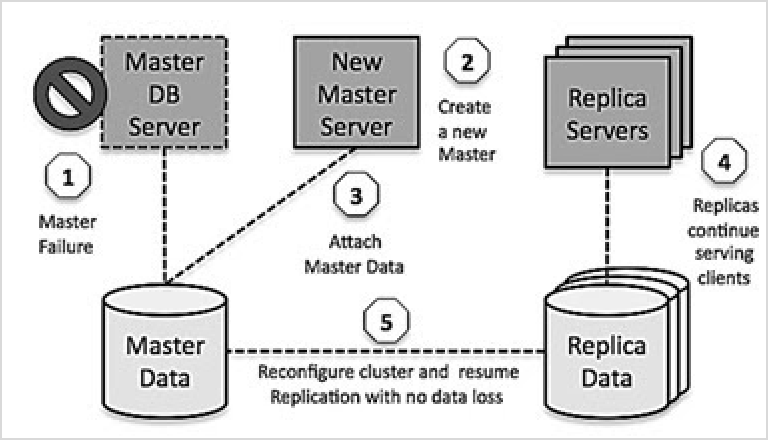 Master
DB
Server
New
Master
Server
2
Create
a new
Master
Replica
Servers
1
Master
Failure
3
Attach
Master Data
4
Replicas
continue
serving
clients
Master
Data
5
Reconfigure cluster and resume
Replication with no data loss
Replica
Data